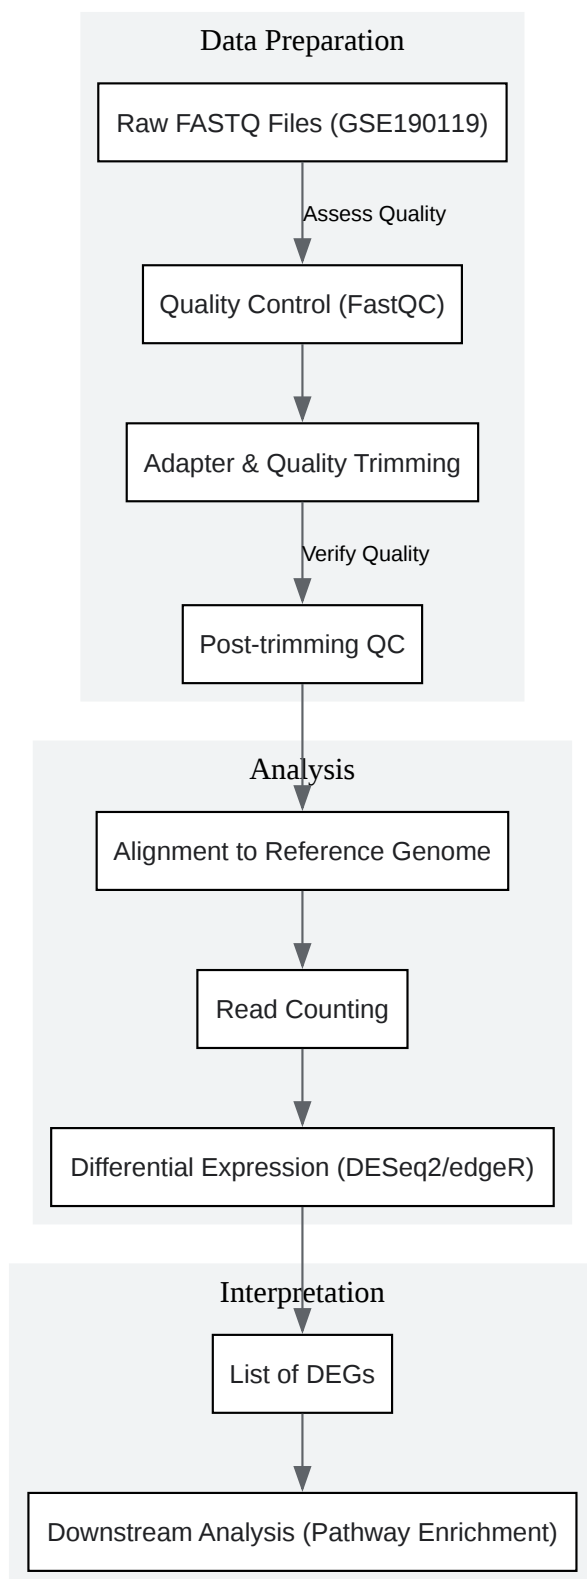 Data Preparation
Raw FASTQ Files (GSE190119)
Assess Quality
Quality Control (FastQC)
Adapter & Quality Trimming
Verify Quality
Post-trimming QC
Analysis
Alignment to Reference Genome
Read Counting
Differential Expression (DESeq2/edgeR)
Interpretation
List of DEGs
Downstream Analysis (Pathway Enrichment)